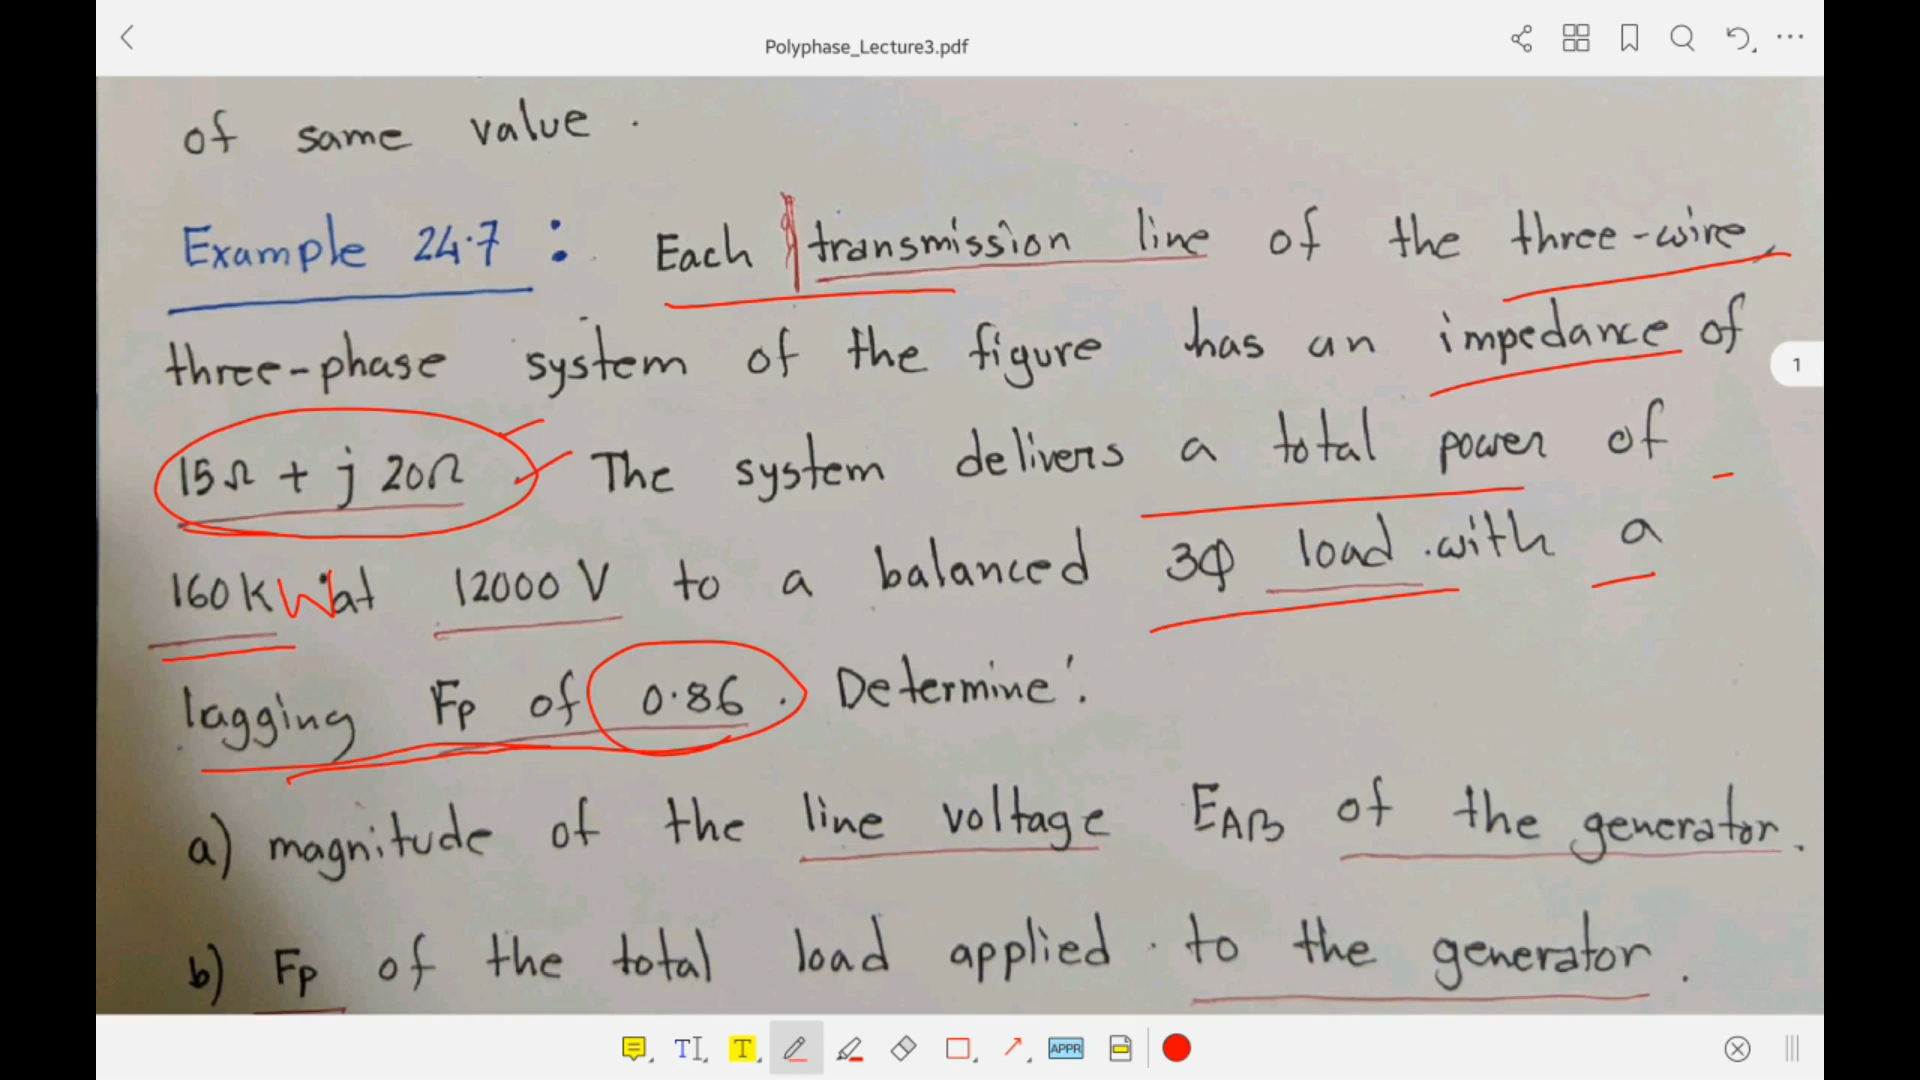 Polyphase_Lecture3.pdf
of same value.
Example 24.7 : Each transmission line of the three-wire,
three-phase system of the figure has an impedance of
15Ω + j 20Ω. The system delivers a total power of
160kW at 12000 V to a balanced 3Φ load with a
lagging Fp of 0.86. Determine:
a) magnitude of the line voltage EAB of the generator.
b) Fp of the total load applied to the generator.
1
T T APPR